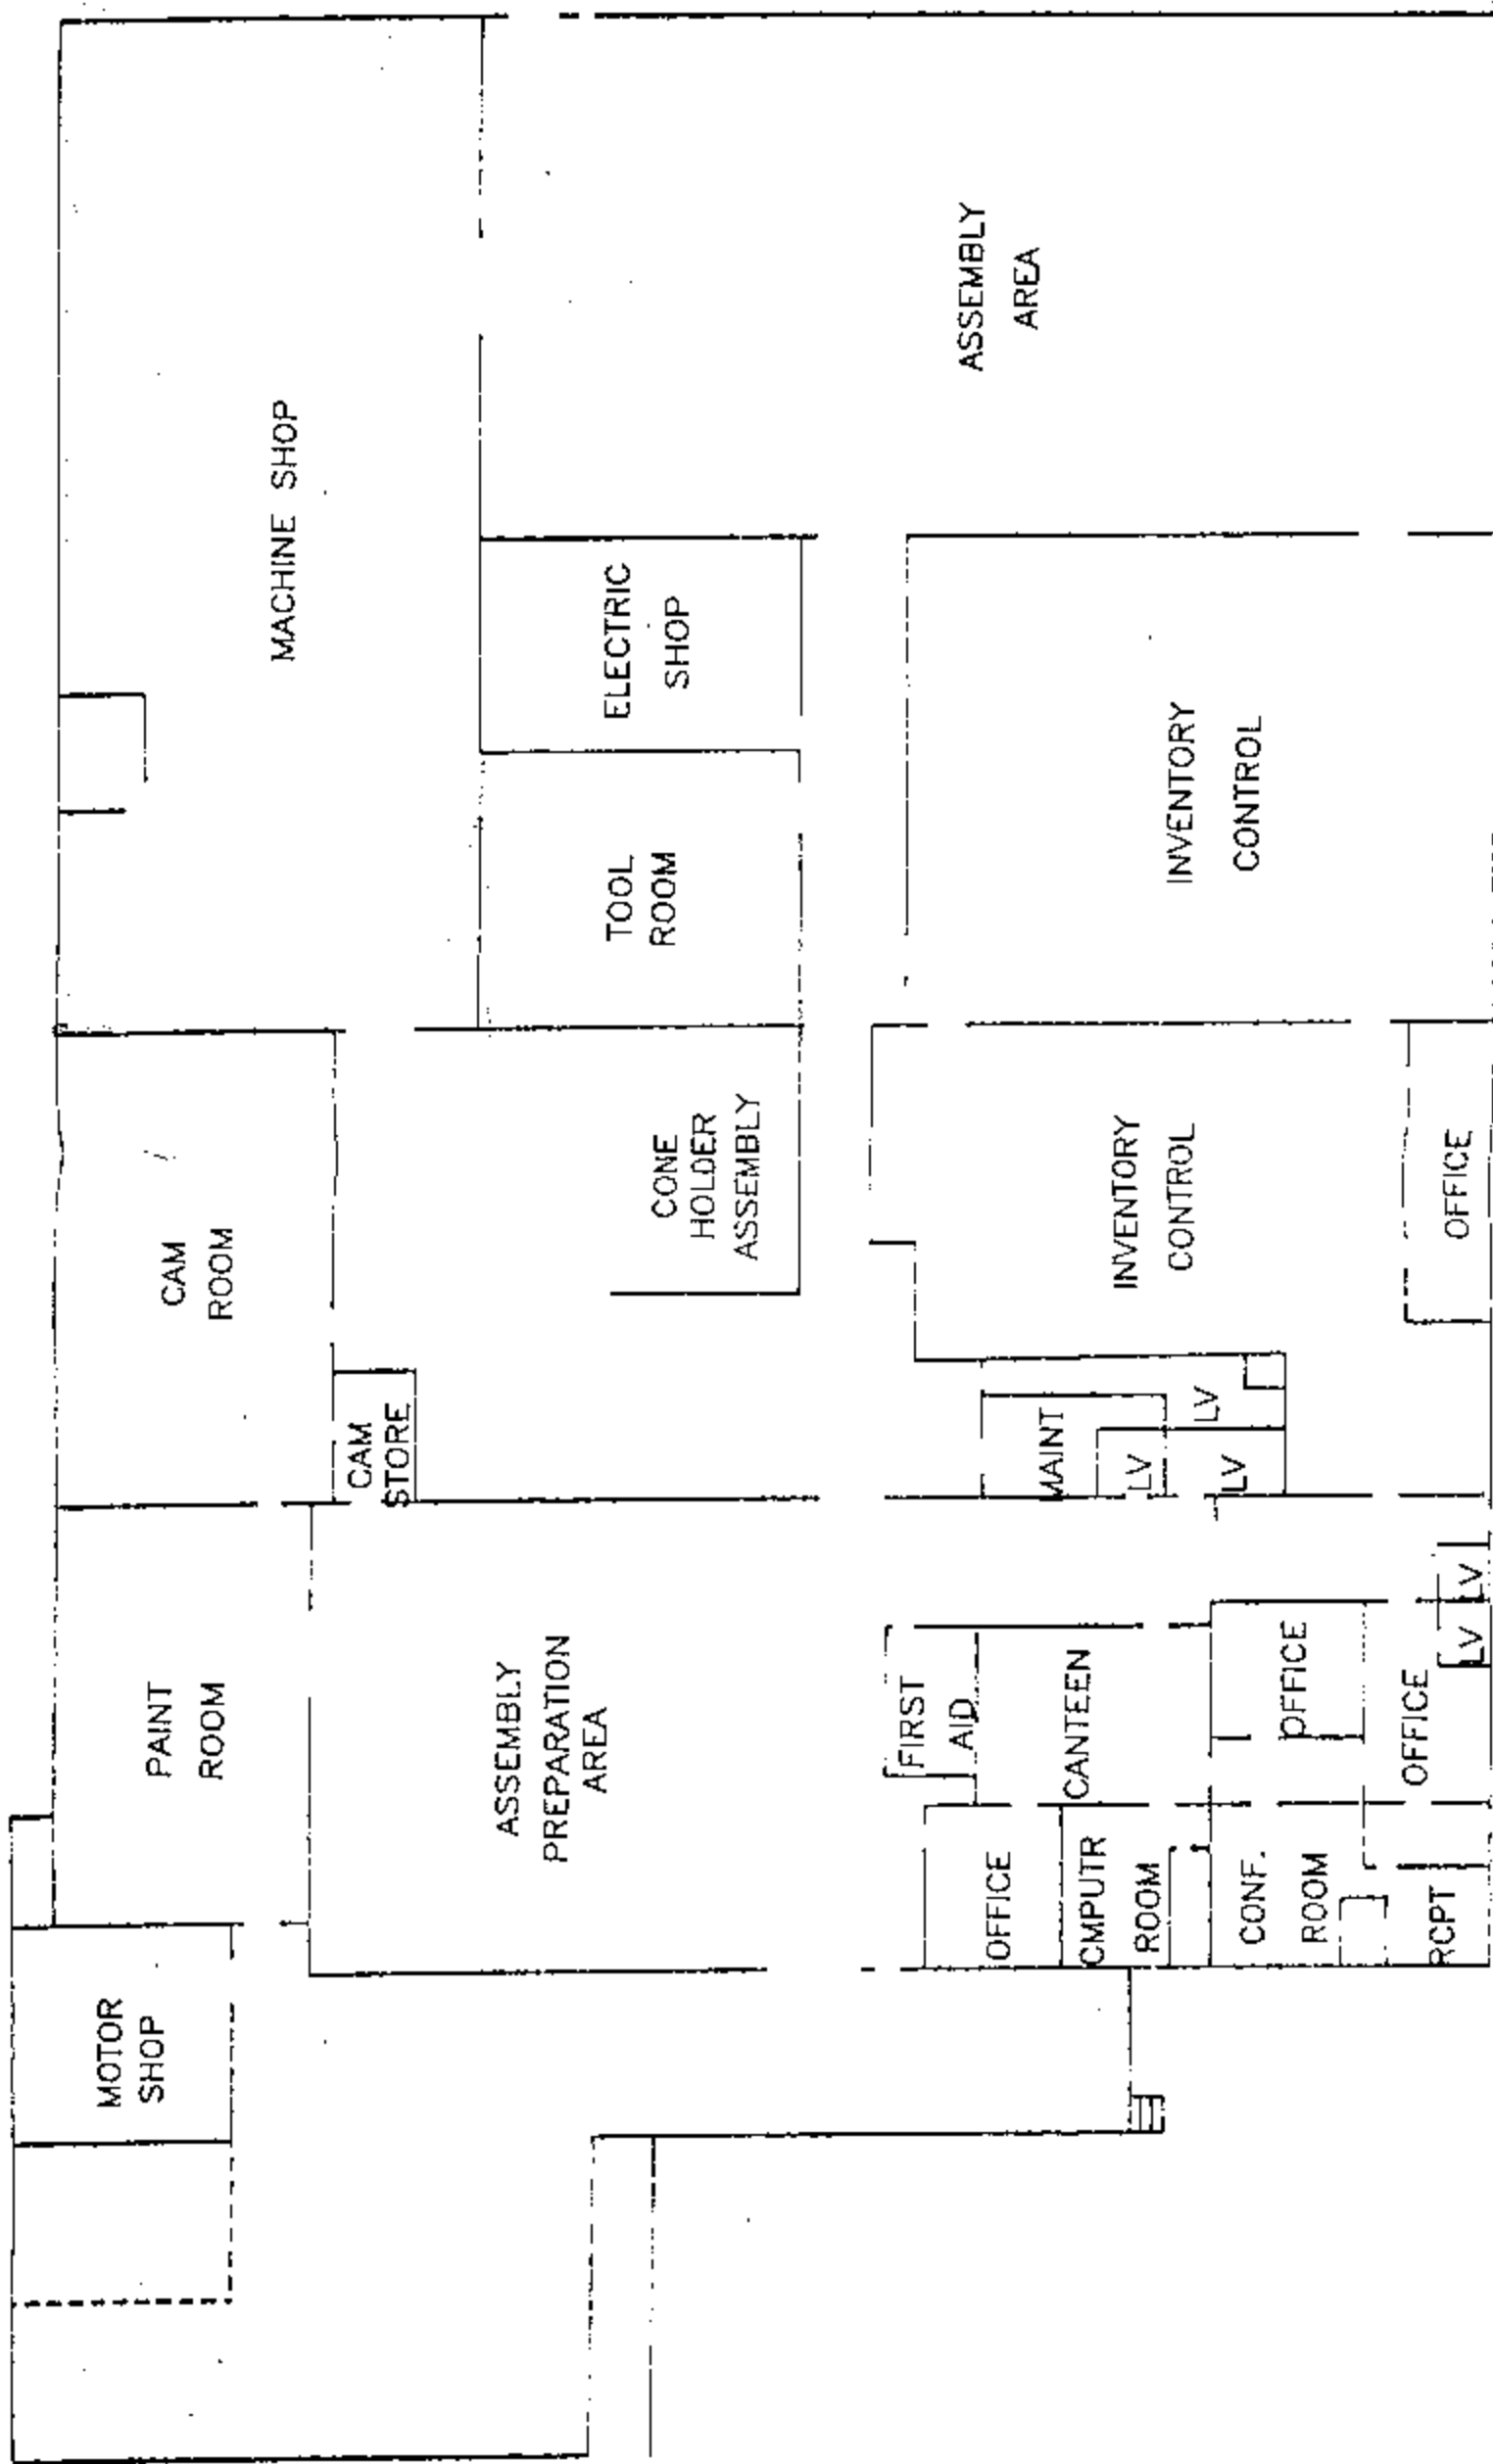 MOTOR
SHOP
PAINT
ROOM
CAM
ROOM
MACHINE SHOP
CAM
STORE
ASSEMBLY
PREPARATION
AREA
CONE
HOLDER
ASSEMBLY
TOOL
ROOM
ELECTRIC
SHOP
ASSEMBLY
AREA
FIRST
AID
OFFICE
CANTEEN
CMPUTR
ROOM
MAINT
LV
LV
LV
INVENTORY
CONTROL
INVENTORY
CONTROL
CONF.
ROOM
OFFICE
RCPT
OFFICE
LV
LV
OFFICE